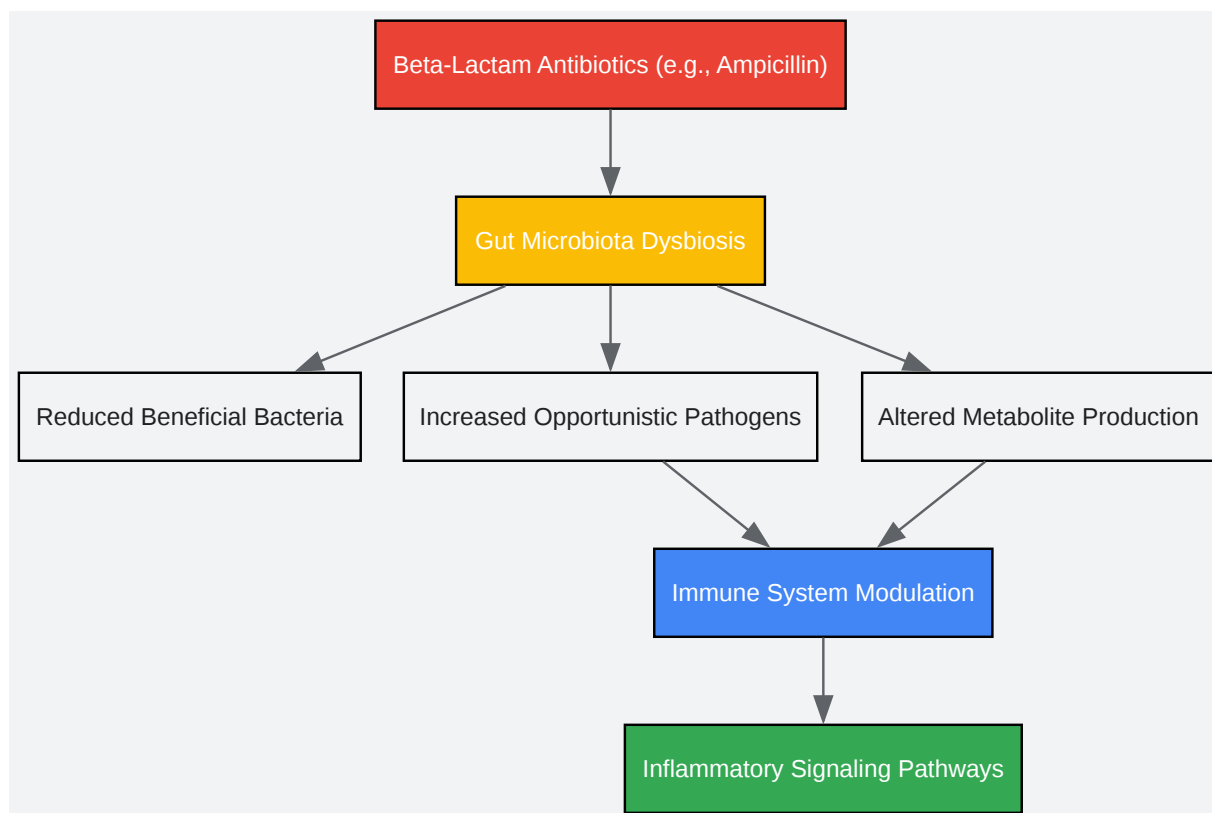 Beta-Lactam Antibiotics (e.g., Ampicillin)
Gut Microbiota Dysbiosis
Reduced Beneficial Bacteria
Increased Opportunistic Pathogens
Altered Metabolite Production
Immune System Modulation
Inflammatory Signaling Pathways